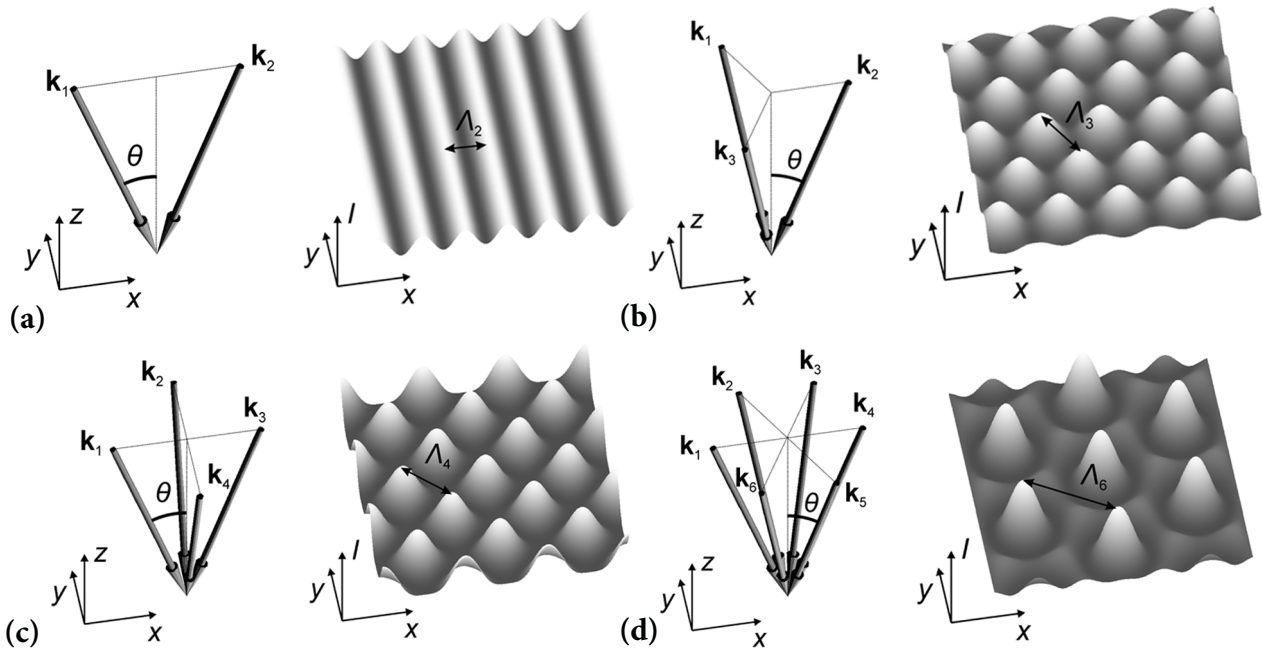 k₁
k₂
θ
z
y
x
(a)
Λ₂
I
y
x
k₁
k₂
k₃
θ
z
y
x
(b)
Λ₃
I
y
x
k₂
k₁
k₃
k₄
θ
z
y
x
(c)
Λ₄
I
y
x
k₃
k₂
k₄
k₁
k₆
k₅
θ
z
y
x
(d)
Λ₆
I
y
x